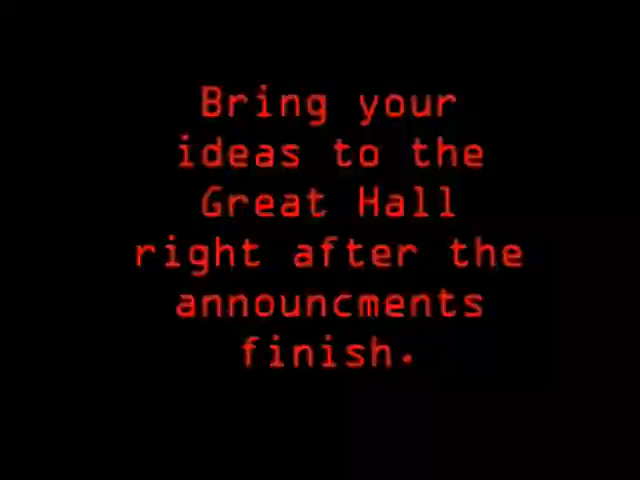 Bring your
ideas to the
Great Hall
right after the
announcments
finish.